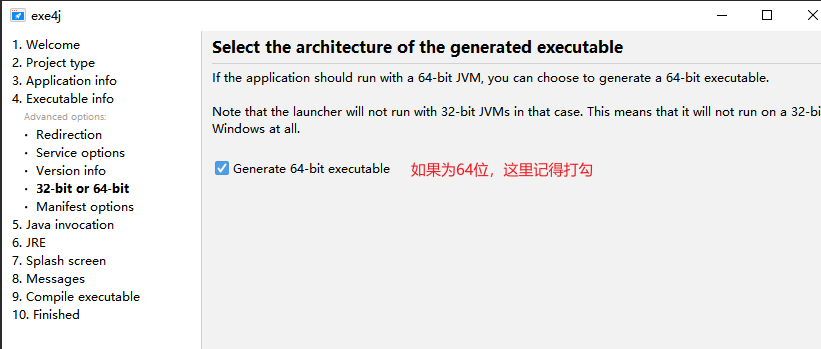 exe4j
1. Welcome
2. Project type
3. Application info
4. Executable info
Advanced options:
· Redirection
· Service options
· Version info
· 32-bit or 64-bit
· Manifest options
5. Java invocation
6. JRE
7. Splash screen
8. Messages
9. Compile executable
10. Finished
Select the architecture of the generated executable
If the application should run with a 64-bit JVM, you can choose to generate a 64-bit executable.
Note that the launcher will not run with 32-bit JVMs in that case. This means that it will not run on a 32-bi
Windows at all.
Generate 64-bit executable 如果为64位，这里记得打勾